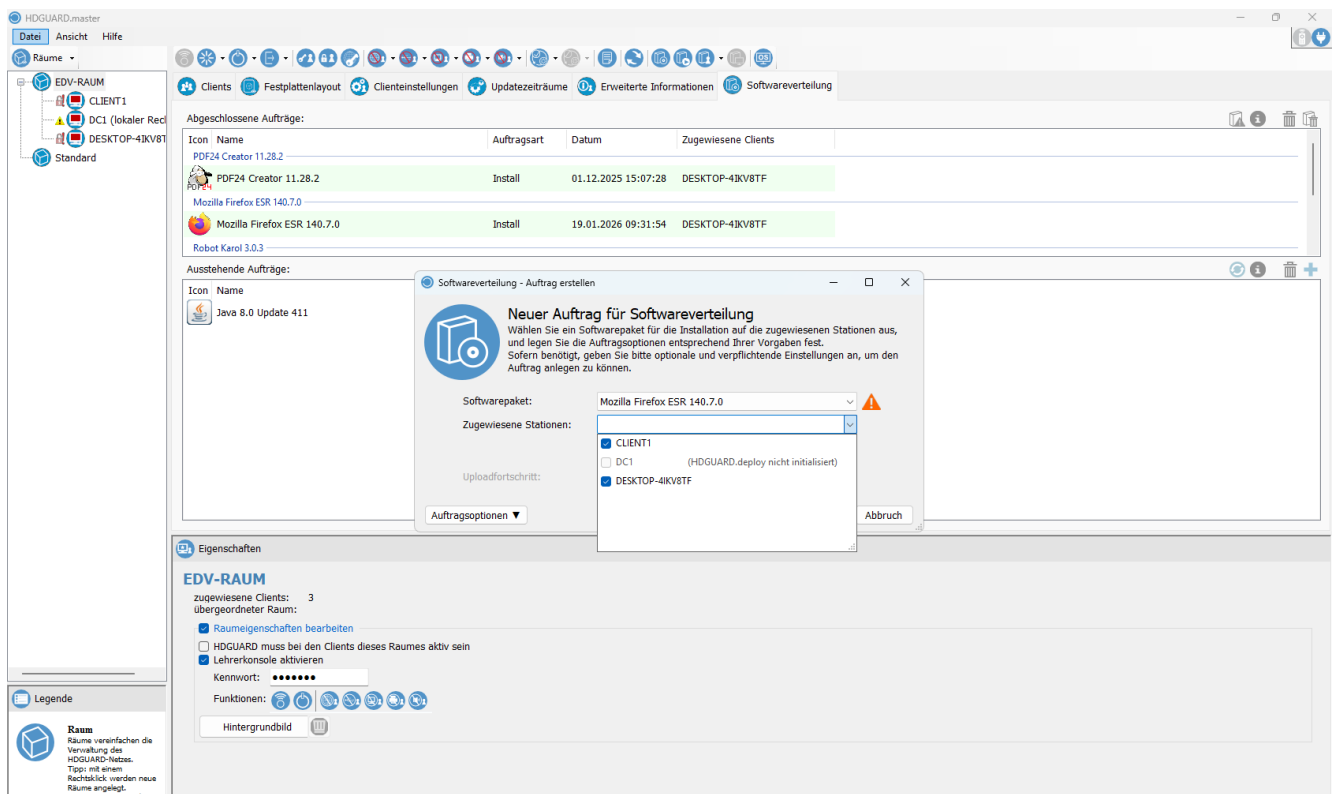 HDGUARD.master
Datei Ansicht Hilfe
Räume
EDV-RAUM
CLIENT1
DC1 (lokaler Recl
DESKTOP-4IKV8T
Standard
Clients Festplattenlayout Clienteinstellungen Updatezeiträume Erweiterte Informationen Softwareverteilung
Abgeschlossene Aufträge:
Icon Name Auftragsart Datum Zugewiesene Clients
PDF24 Creator 11.28.2
PDF24 PDF24 Creator 11.28.2 Install 01.12.2025 15:07:28 DESKTOP-4IKV8TF
Mozilla Firefox ESR 140.7.0
Mozilla Firefox ESR 140.7.0 Install 19.01.2026 09:31:54 DESKTOP-4IKV8TF
Robot Karol 3.0.3
Ausstehende Aufträge:
Icon Name
Java 8.0 Update 411
Softwareverteilung - Auftrag erstellen
Neuer Auftrag für Softwareverteilung
Wählen Sie ein Softwarepaket für die Installation auf die zugewiesenen Stationen aus,
und legen Sie die Auftragsoptionen entsprechend Ihrer Vorgaben fest.
Sofern benötigt, geben Sie bitte optionale und verpflichtende Einstellungen an, um den
Auftrag anlegen zu können.
Softwarepaket: Mozilla Firefox ESR 140.7.0
Zugewiesene Stationen:
CLIENT1
DC1 (HDGUARD.deploy nicht initialisiert)
DESKTOP-4IKV8TF
Uploadfortschritt:
Auftragsoptionen ▼ Abbruch
Eigenschaften
EDV-RAUM
zugewiesene Clients: 3
übergeordneter Raum:
Raumeigenschaften bearbeiten
HDGUARD muss bei den Clients dieses Raumes aktiv sein
Lehrerkonsole aktivieren
Kennwort: •••••••
Funktionen:
Hintergrundbild
Legende
Raum
Räume vereinfachen die
Verwaltung des
HDGUARD-Netzes.
Tipp: mit einem
Rechtsklick werden neue
Räume angelegt.